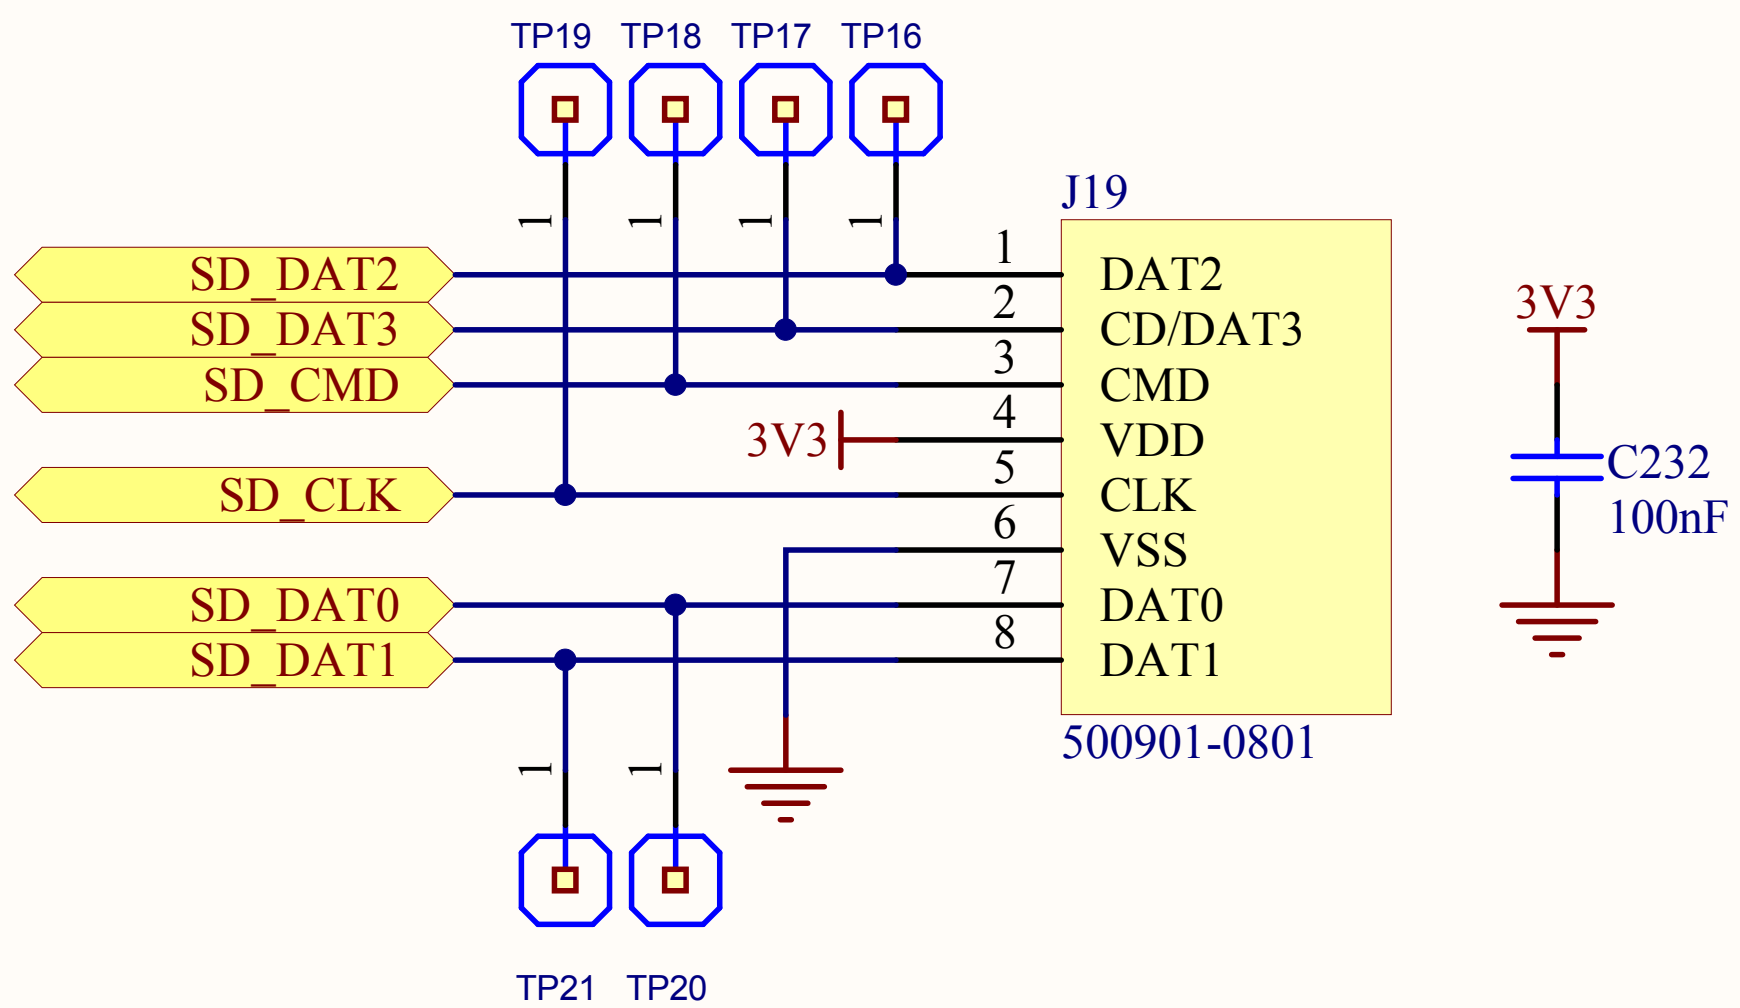 TP19 TP18 TP17 TP16
1 1 1 1
J19
SD_DAT2 1 DAT2
SD_DAT3 2 CD/DAT3
SD_CMD 3 CMD
3V3 4 VDD
SD_CLK 5 CLK
6 VSS
SD_DAT0 7 DAT0
SD_DAT1 8 DAT1
500901-0801
1 1
TP21 TP20
3V3
C232
100nF